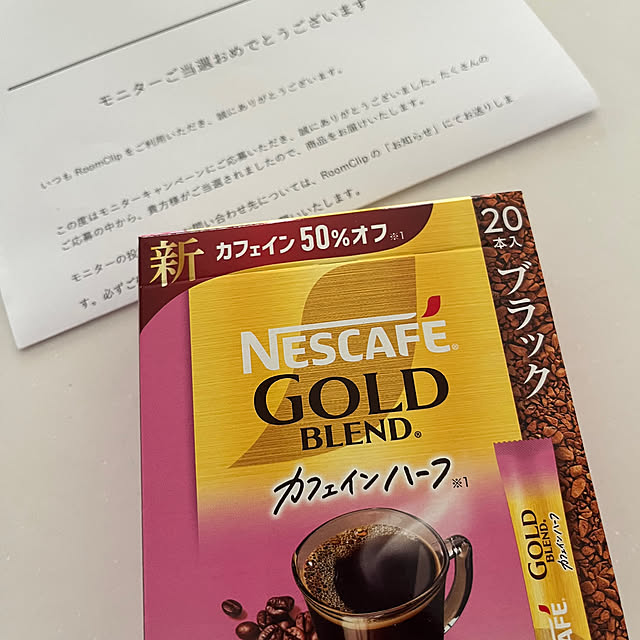 モニターご当選おめでとうございます
いつも RoomClip をご利用いただき、誠にありがとうございます。
この度はモニターキャンペーンにご応募いただき、誠にありがとうございました。たくさんの
ご応募の中から、貴方様がご当選されましたので、商品をお届けいたします。
モニターの投
問い合わせ
については、RoomClip の「お知らせ」にてお送りしま
す。必ずご
いいたします。
新 カフェイン 50%オフ ※1
20
本入
ブラック
NESCAFÉ®
GOLD
BLEND®
カフェインハーフ ※1
GOLD
BLEND®
カフェインハーフ
NESCAFÉ